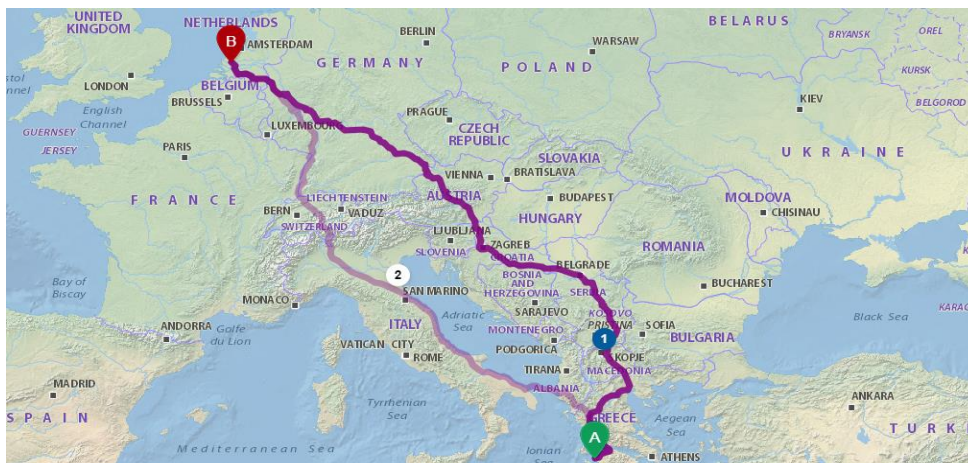 UNITED
KINGDOM
NETHERLANDS
AMSTERDAM
BERLIN
WARSAW
BELARUS
BRYANSK
OREL
KURSK
BELGOROD
LONDON
Channel
English
Channel
BELGIUM
BRUSSELS
GERMANY
POLAND
KIEV
GUERNSEY
JERSEY
PARIS
LUXEMBOURG
PRAGUE
CZECH
REPUBLIC
UKRAINE
FRANCE
SLOVAKIA
VIENNA
BRATISLAVA
AUSTRIA
LIECHTENSTEIN
VADUZ
BERN
SWITZERLAND
BUDAPEST
HUNGARY
MOLDOVA
CHISINAU
LJUBLJANA
SLOVENIA
ZAGREB
CROATIA
ROMANIA
Bay of
Biscay
MONACO
2
SAN MARINO
BELGRADE
BOSNIA
AND
HERZEGOVINA
SARAJEVO
SERBIA
BUCHAREST
ANDORRA
Golfe
du Lion
ITALY
Adriatic
Sea
MONTENEGRO
PODGORICA
KOSOVO
PRISTINA
1
SOFIA
BULGARIA
Black Sea
VATICAN CITY
ROME
KOPJE
MACEDONIA
TIRANA
ALBANIA
MADRID
SPAIN
Tyrrhenian
Sea
GREECE
Aegean
Sea
ANKARA
TURK
Mediterranean
Sea
Ionian
Sea
ATHENS
A
B